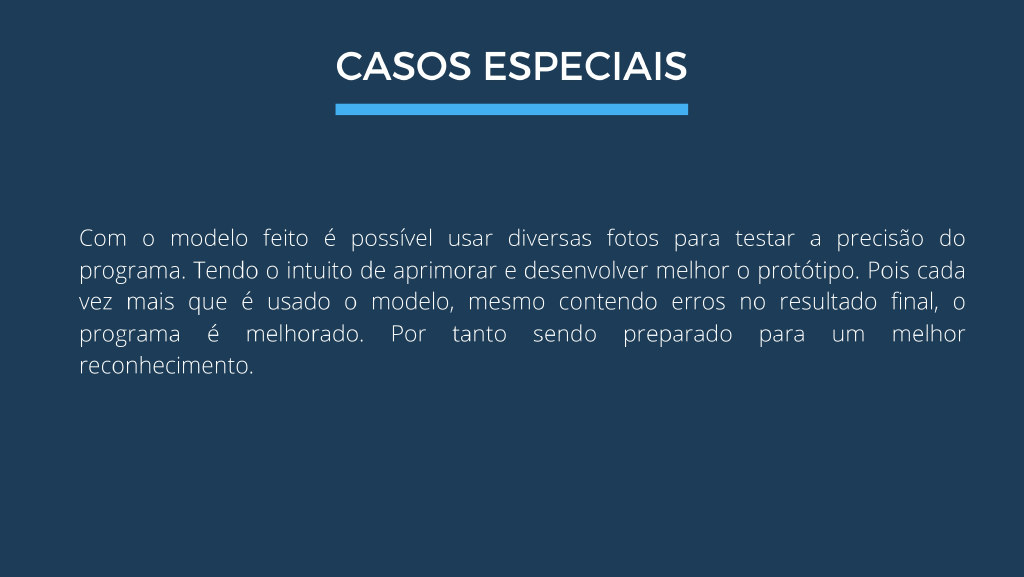 CASOS ESPECIAIS
Com o modelo feito é possível usar diversas fotos para testar a precisão do
programa. Tendo o intuito de aprimorar e desenvolver melhor o protótipo. Pois cada
vez mais que é usado o modelo, mesmo contendo erros no resultado final, o
programa é melhorado. Por tanto sendo preparado para um melhor
reconhecimento.